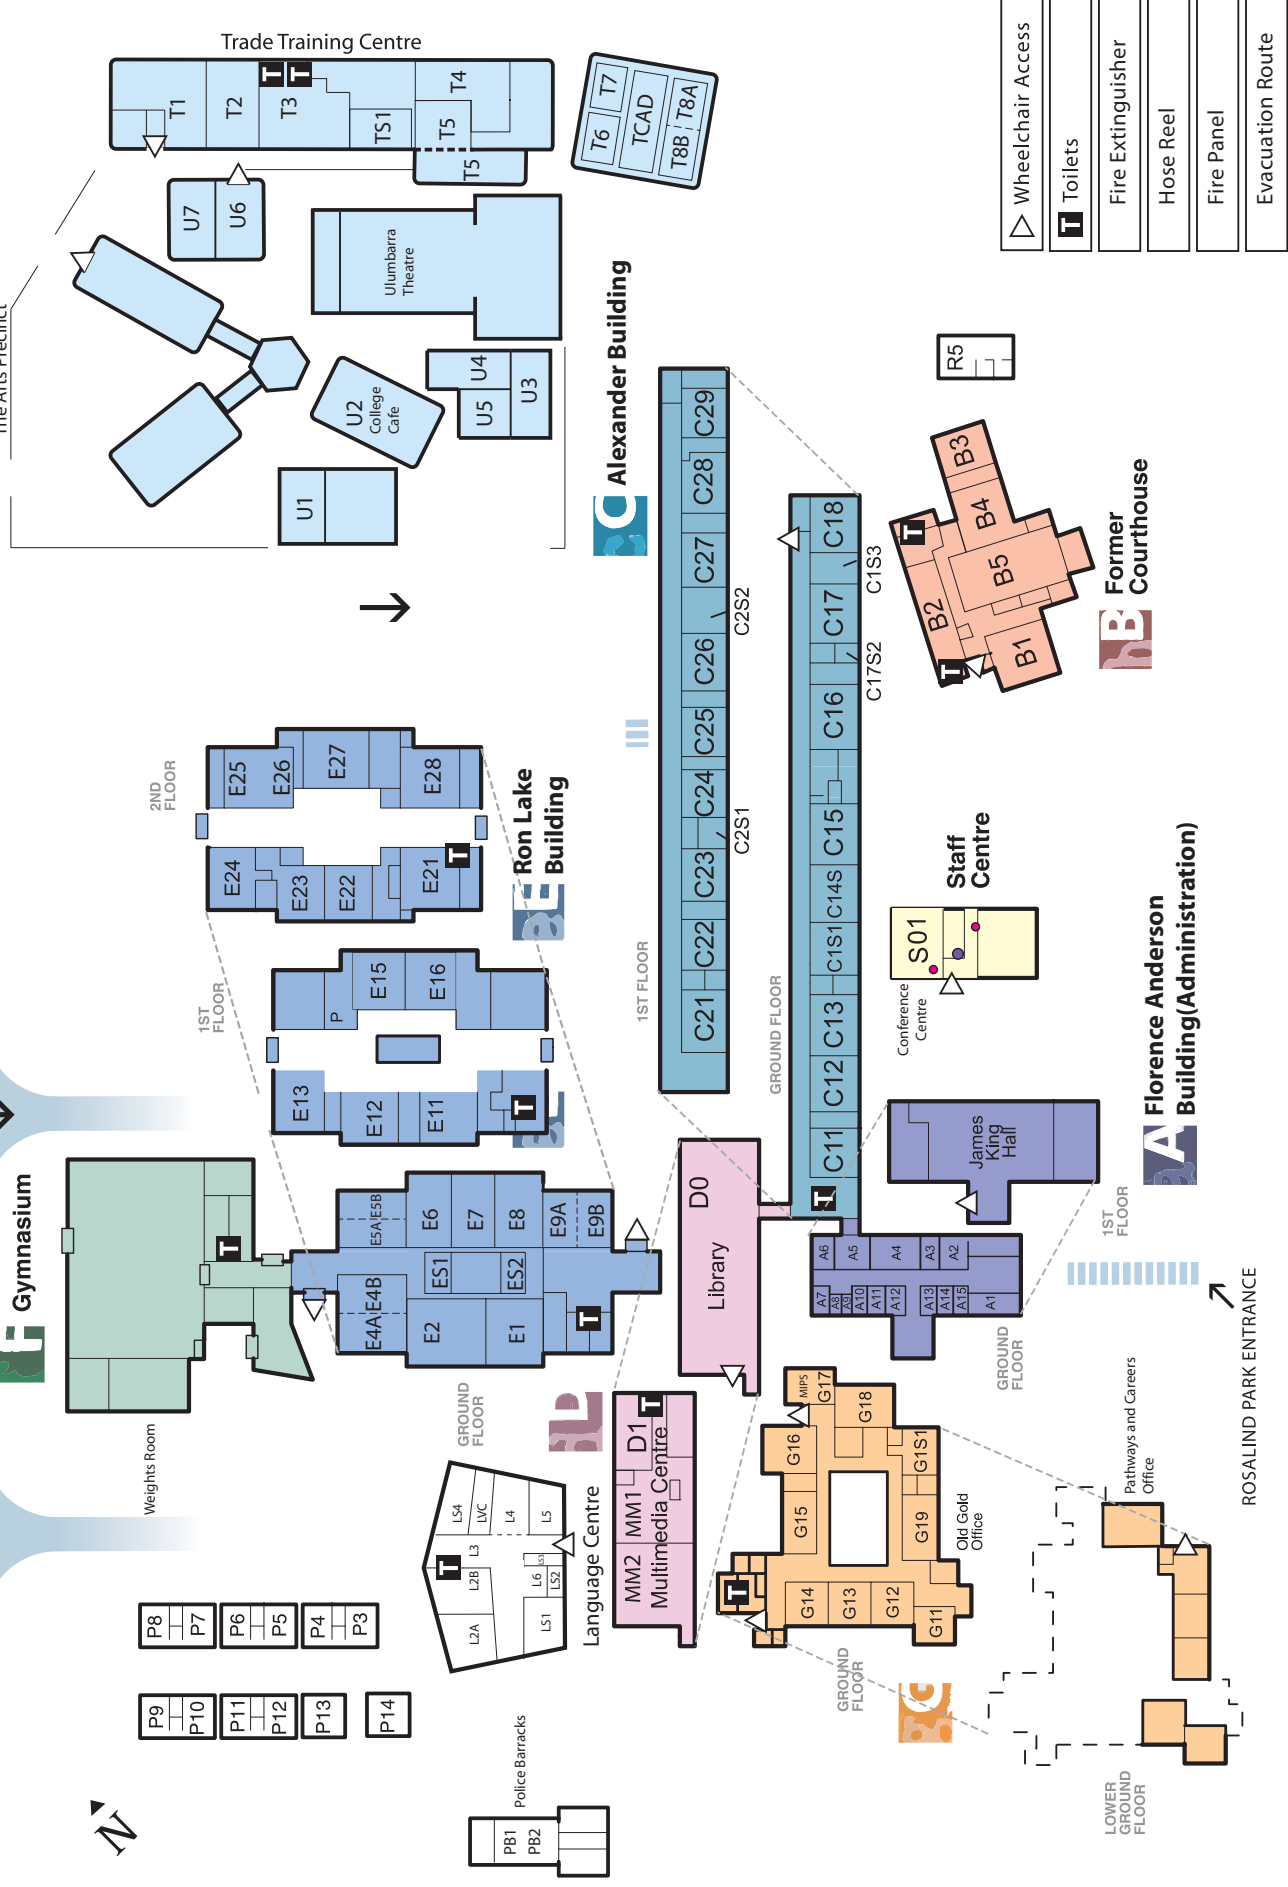 Trade Training Centre
T1
T2
T3
T
T
TS1
T4
T5
T5
T6
T7
TCAD
T8B
T8A
U7
U6
Ulumbarra
Theatre
U2
College
Cafe
U4
U5
U3
U1
Wheelchair Access
T
Toilets
Fire Extinguisher
Hose Reel
Fire Panel
Evacuation Route
C
Alexander Building
1ST FLOOR
C21
C22
C23
C24
C25
C26
C27
C28
C29
C2S1
C2S2
GROUND FLOOR
T
C11
C12
C13
C1S1
C14S
C15
C16
C17
C18
C17S2
C1S3
R5
B
Former
Courthouse
B1
B2
B3
B4
B5
T
T
2ND
FLOOR
E25
E26
E27
E28
E24
E23
E22
E21
T
E
Ron Lake
Building
1ST
FLOOR
P
E15
E16
E13
E12
E11
T
GROUND
FLOOR
E5A
E5B
E6
E7
E8
E9A
E9B
ES1
ES2
E4A
E4B
E2
E1
T
F
Gymnasium
T
Weights Room
Staff
Centre
S01
Conference
Centre
A
Florence Anderson
Building(Administration)
James
King
Hall
1ST
FLOOR
GROUND
FLOOR
A6
A5
A4
A3
A2
A7
A8
A9
A10
A11
A12
A13
A14
A15
A1
D0
Library
D1
T
MM2
MM1
Multimedia Centre
Language Centre
LS4
LVC
L4
L5
L3
T
L2B
L2A
L6
LS3
LS2
LS1
MIPS
G17
G18
G16
G15
G1S1
G19
G14
G13
G12
G11
T
Old Gold
Office
G
GROUND
FLOOR
LOWER
GROUND
FLOOR
Pathways and Careers
Office
ROSALIND PARK ENTRANCE
P8
P7
P6
P5
P4
P3
P9
P10
P11
P12
P13
P14
Police Barracks
PB1
PB2
N